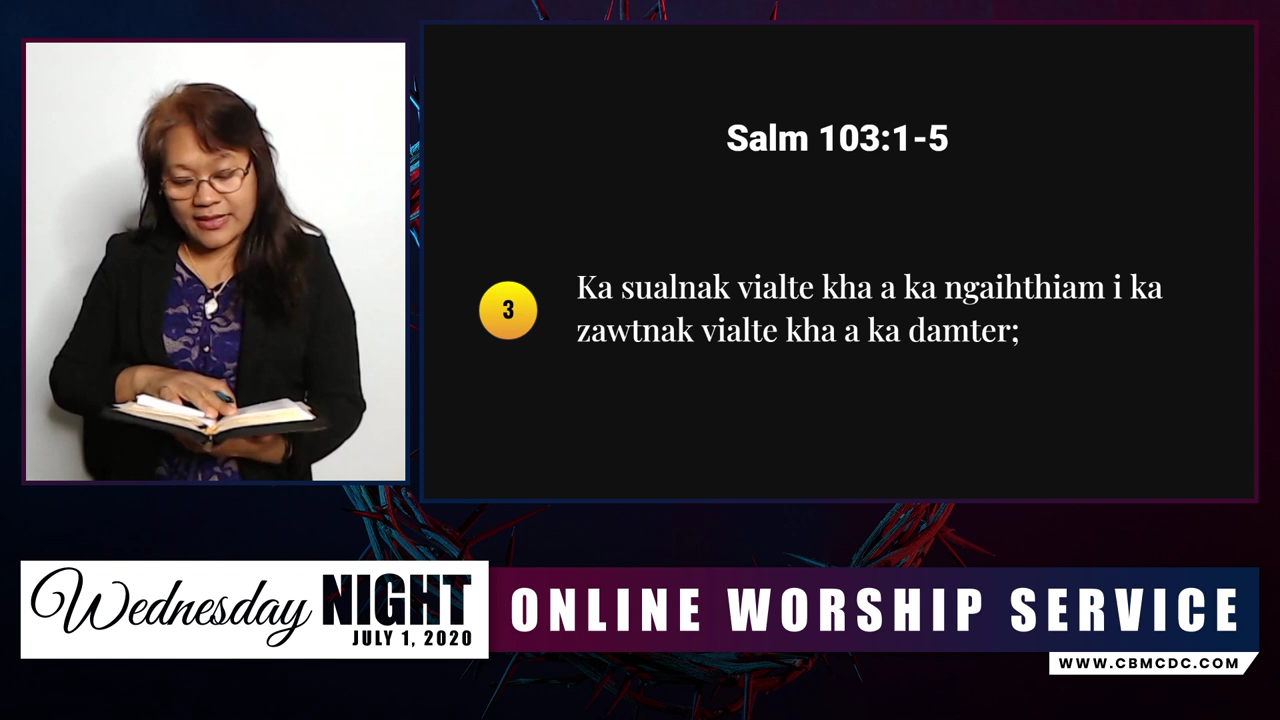 Salm 103:1-5
3
Ka sualnak vialte kha a ka ngaihthiam i ka
zawtnak vialte kha a ka damter;
Wednesday NIGHT
JULY 1, 2020
ONLINE WORSHIP SERVICE
WWW.CBMCDC.COM